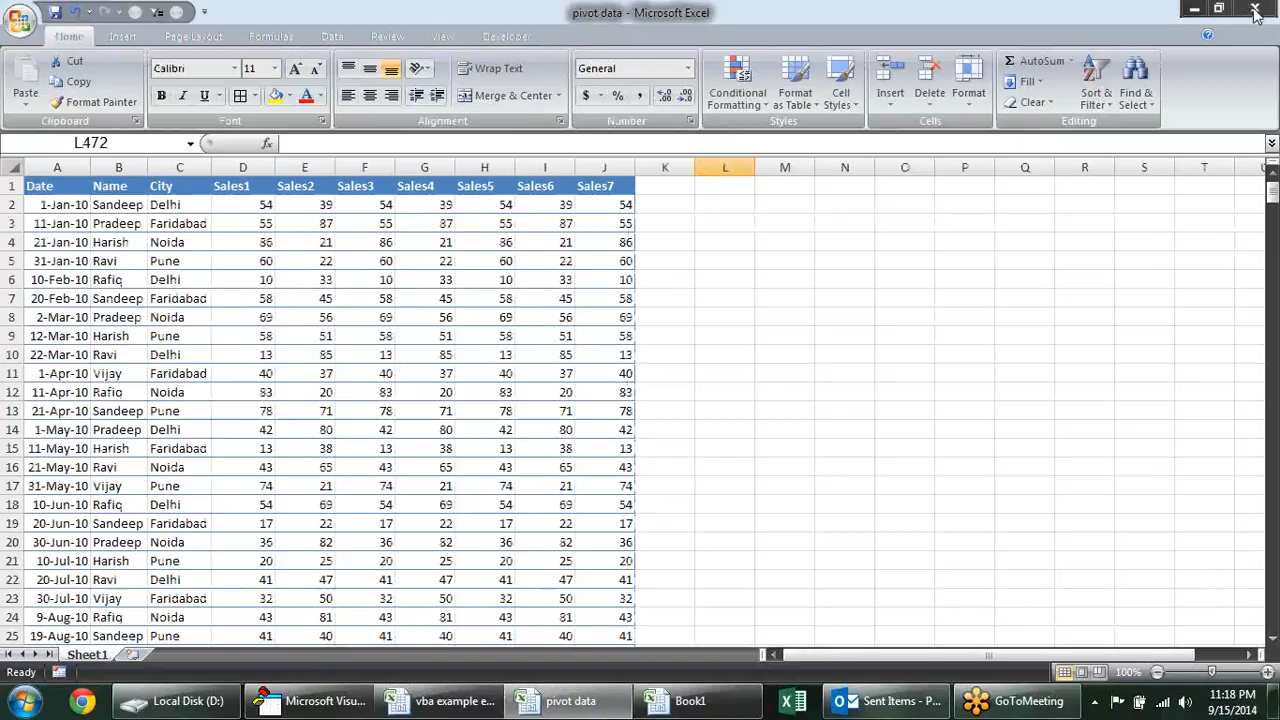 pivot data - Microsoft Excel
Home Insert Page Layout Formulas Data Review View Developer
Paste Cut Copy Format Painter Clipboard
Calibri 11 B I U A Font
Wrap Text Merge & Center Alignment
General $ % , Number
Conditional Formatting Format as Table Cell Styles Styles
Insert Delete Format Cells
Σ AutoSum Fill Clear Sort & Filter Find & Select Editing
L472 fx
A B C D E F G H I J K L M N O P Q R S T
1 Date Name City Sales1 Sales2 Sales3 Sales4 Sales5 Sales6 Sales7
2 1-Jan-10 Sandeep Delhi 54 39 54 39 54 39 54
3 11-Jan-10 Pradeep Faridabad 55 87 55 87 55 87 55
4 21-Jan-10 Harish Noida 86 21 86 21 86 21 86
5 31-Jan-10 Ravi Pune 60 22 60 22 60 22 60
6 10-Feb-10 Rafiq Delhi 10 33 10 33 10 33 10
7 20-Feb-10 Sandeep Faridabad 58 45 58 45 58 45 58
8 2-Mar-10 Pradeep Noida 69 56 69 56 69 56 69
9 12-Mar-10 Harish Pune 58 51 58 51 58 51 58
10 22-Mar-10 Ravi Delhi 13 85 13 85 13 85 13
11 1-Apr-10 Vijay Faridabad 40 37 40 37 40 37 40
12 11-Apr-10 Rafiq Noida 83 20 83 20 83 20 83
13 21-Apr-10 Sandeep Pune 78 71 78 71 78 71 78
14 1-May-10 Pradeep Delhi 42 80 42 80 42 80 42
15 11-May-10 Harish Faridabad 13 38 13 38 13 38 13
16 21-May-10 Ravi Noida 43 65 43 65 43 65 43
17 31-May-10 Vijay Pune 74 21 74 21 74 21 74
18 10-Jun-10 Rafiq Delhi 54 69 54 69 54 69 54
19 20-Jun-10 Sandeep Faridabad 17 22 17 22 17 22 17
20 30-Jun-10 Pradeep Noida 36 82 36 82 36 82 36
21 10-Jul-10 Harish Pune 20 25 20 25 20 25 20
22 20-Jul-10 Ravi Delhi 41 47 41 47 41 47 41
23 30-Jul-10 Vijay Faridabad 32 50 32 50 32 50 32
24 9-Aug-10 Rafiq Noida 43 81 43 81 43 81 43
25 19-Aug-10 Sandeep Pune 41 40 41 40 41 40 41
Sheet1
Ready 100%
Local Disk (D:) Microsoft Visu... vba example e... pivot data Book1 Sent Items - P... GoToMeeting 11:18 PM
9/15/2014